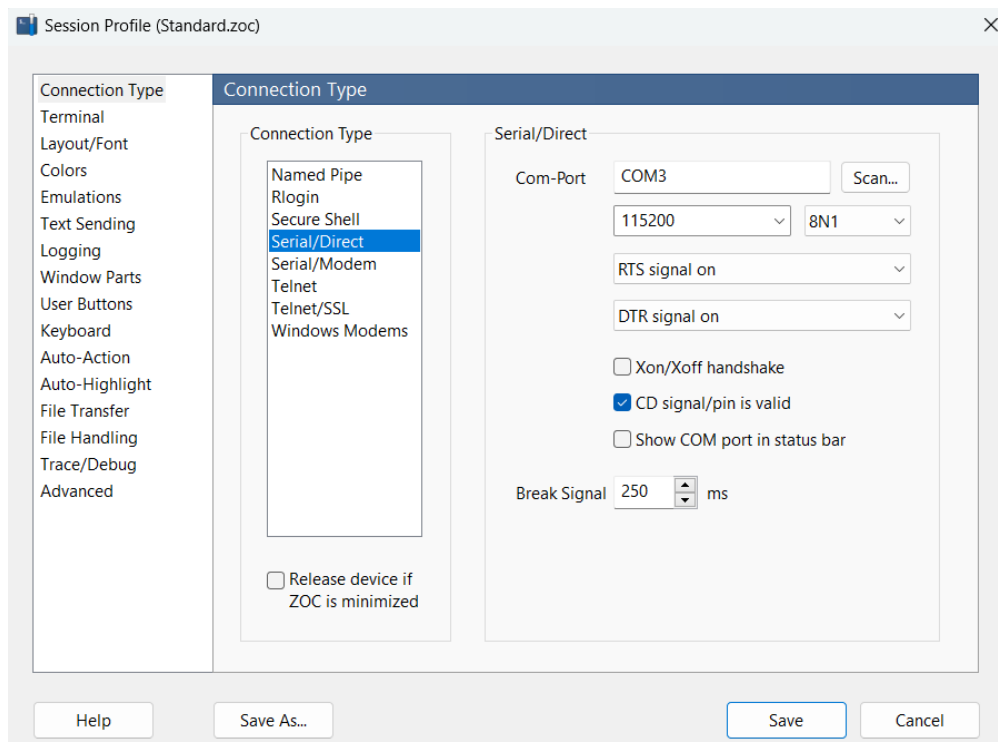 Session Profile (Standard.zoc)
Connection Type
Terminal
Layout/Font
Colors
Emulations
Text Sending
Logging
Window Parts
User Buttons
Keyboard
Auto-Action
Auto-Highlight
File Transfer
File Handling
Trace/Debug
Advanced
Connection Type
Connection Type
Named Pipe
Rlogin
Secure Shell
Serial/Direct
Serial/Modem
Telnet
Telnet/SSL
Windows Modems
Release device if
ZOC is minimized
Serial/Direct
Com-Port COM3 Scan...
115200 8N1
RTS signal on
DTR signal on
Xon/Xoff handshake
CD signal/pin is valid
Show COM port in status bar
Break Signal 250 ms
Help Save As... Save Cancel